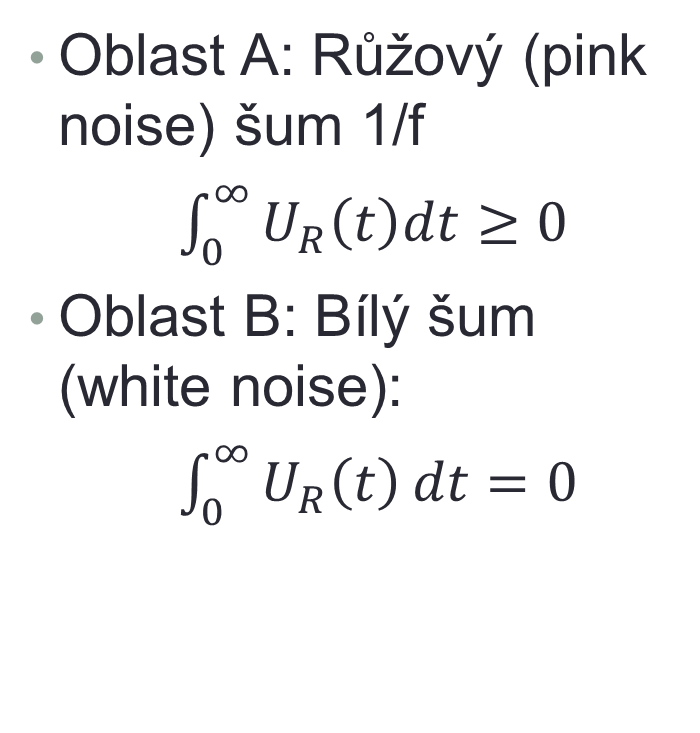 • Oblast A: Růžový (pink
noise) šum 1/f
∫₀^∞ U_R(t)dt ≥ 0
• Oblast B: Bílý šum
(white noise):
∫₀^∞ U_R(t) dt = 0